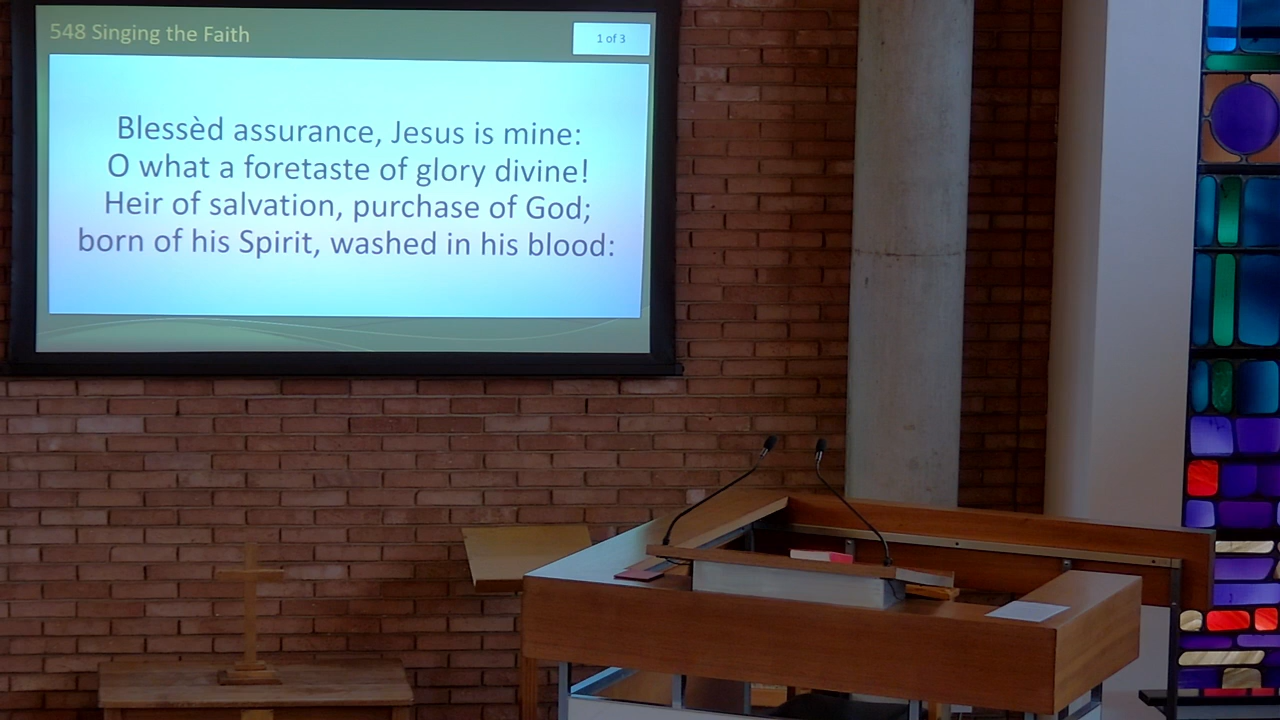 548 Singing the Faith
1 of 3
Blessèd assurance, Jesus is mine:
O what a foretaste of glory divine!
Heir of salvation, purchase of God;
born of his Spirit, washed in his blood: